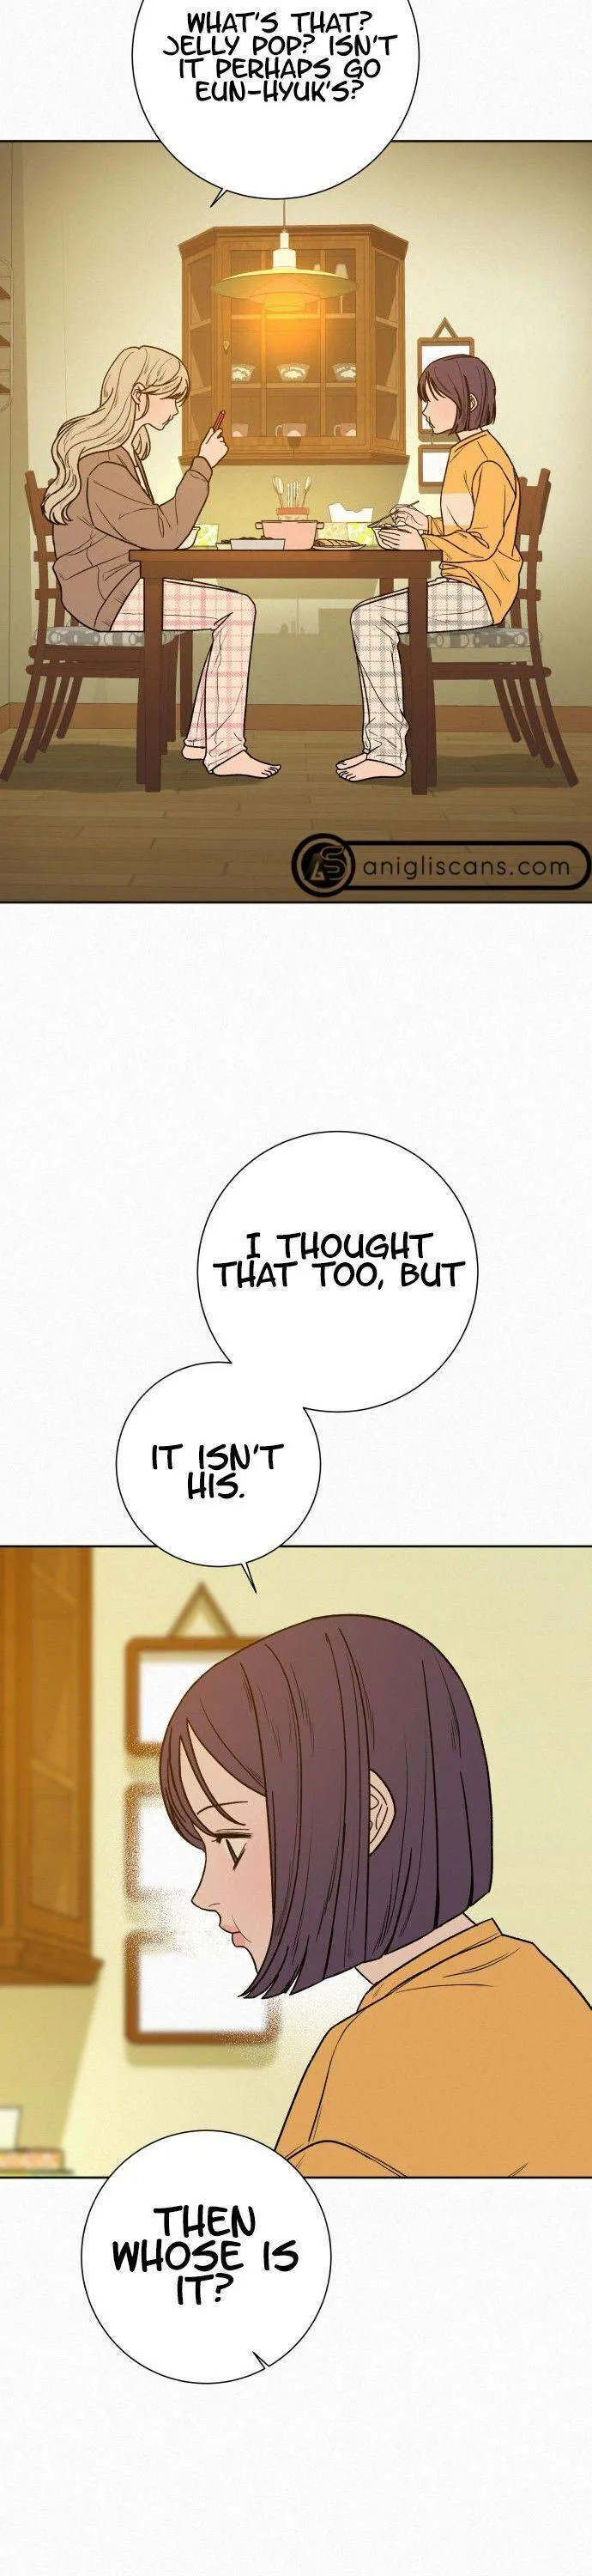 WHAT'S THAT?
JELLY POP? ISN'T
IT PERHAPS GO
EUN-HYUK'S?
anigliscans.com
I THOUGHT
THAT TOO, BUT
IT ISN'T
HIS.
THEN
WHOSE IS
IT?